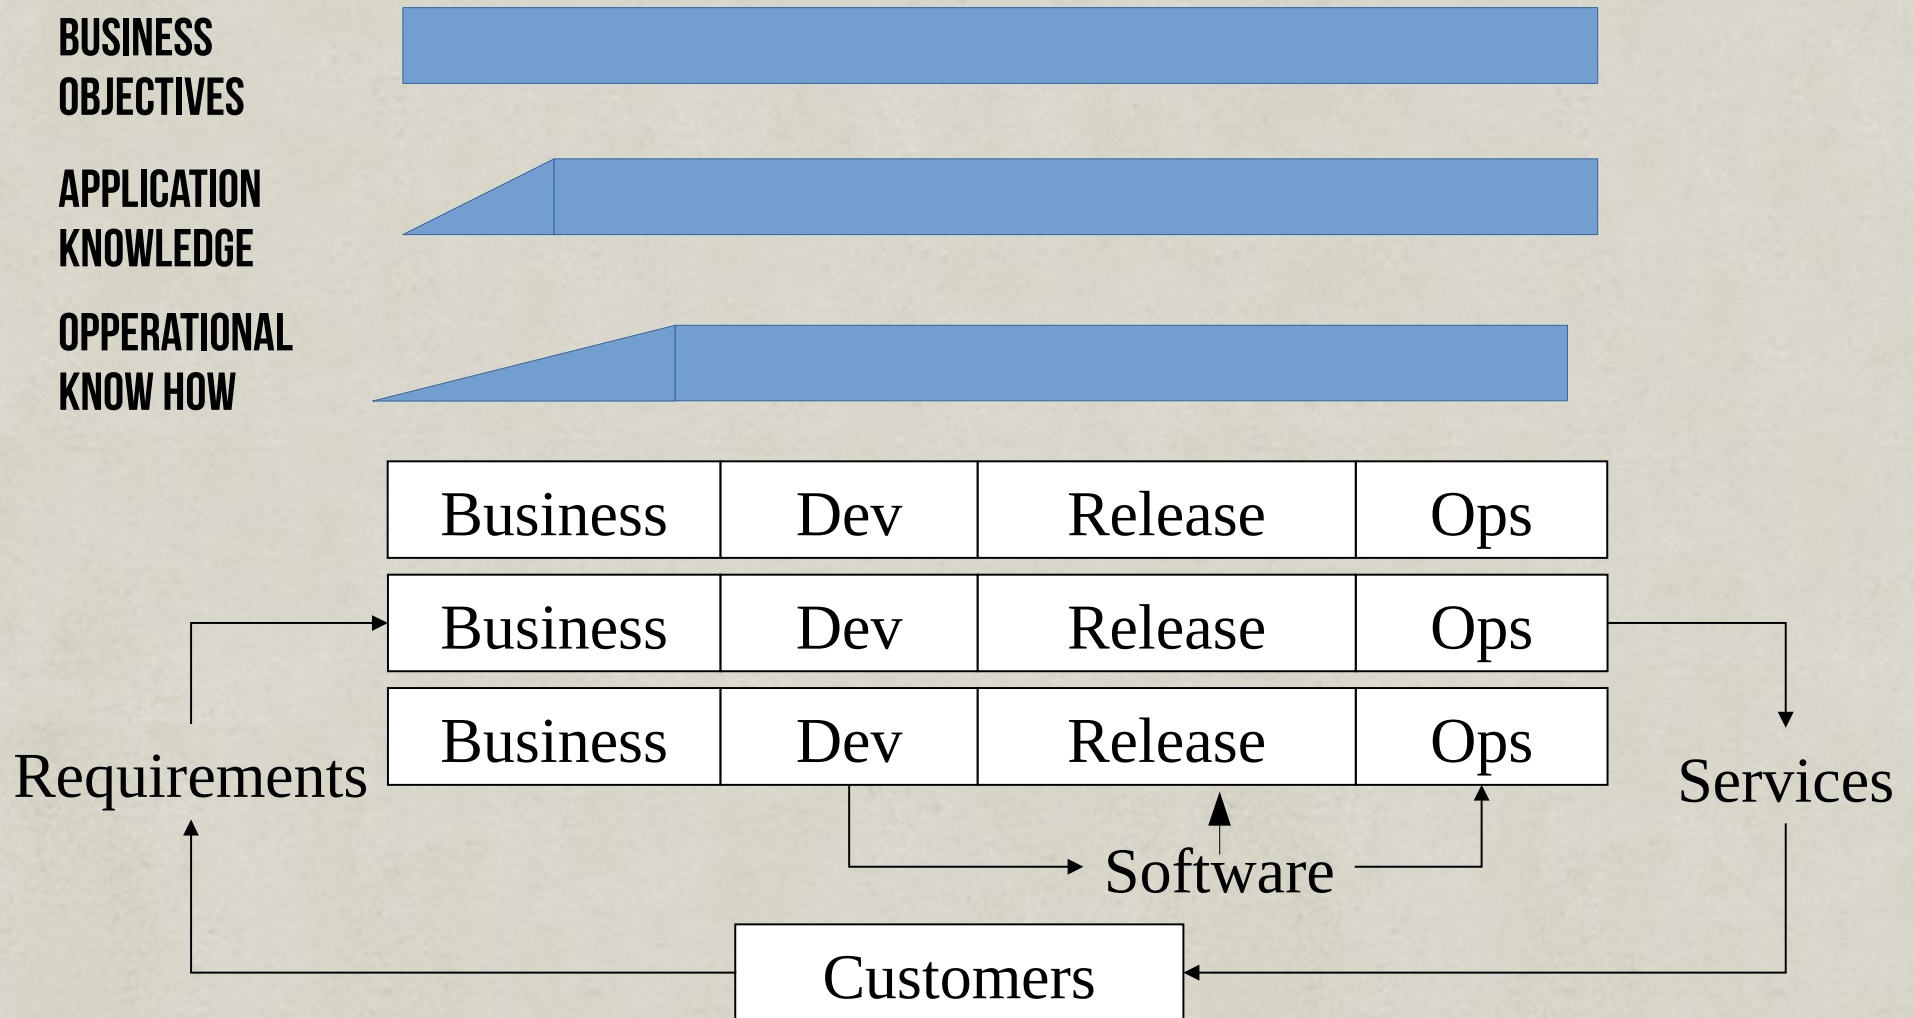 BUSINESS
OBJECTIVES
APPLICATION
KNOWLEDGE
OPPERATIONAL
KNOW HOW
Business Dev Release Ops
Business Dev Release Ops
Business Dev Release Ops
Requirements
Services
Software
Customers